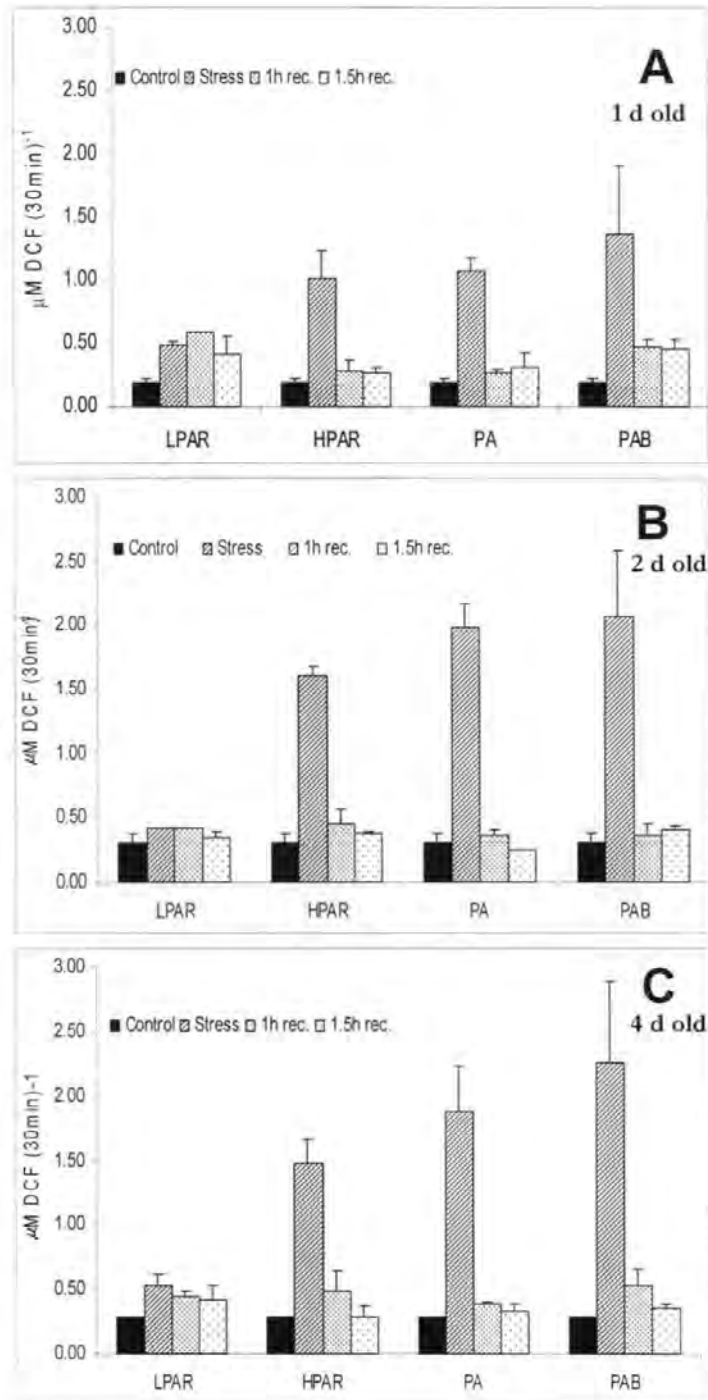 3.00
A
1 d old
Control Stress 1h rec. 1.5h rec.
2.50
2.00
1.50
1.00
0.50
0.00
µM DCF (30min)⁻¹
LPAR HPAR PA PAB
3.00
B
2 d old
Control Stress 1h rec. 1.5h rec.
2.50
2.00
1.50
1.00
0.50
0.00
µM DCF (30min)
LPAR HPAR PA PAB
3.00
C
4 d old
Control Stress 1h rec. 1.5h rec.
2.50
2.00
1.50
1.00
0.50
0.00
µM DCF (30min)-1
LPAR HPAR PA PAB